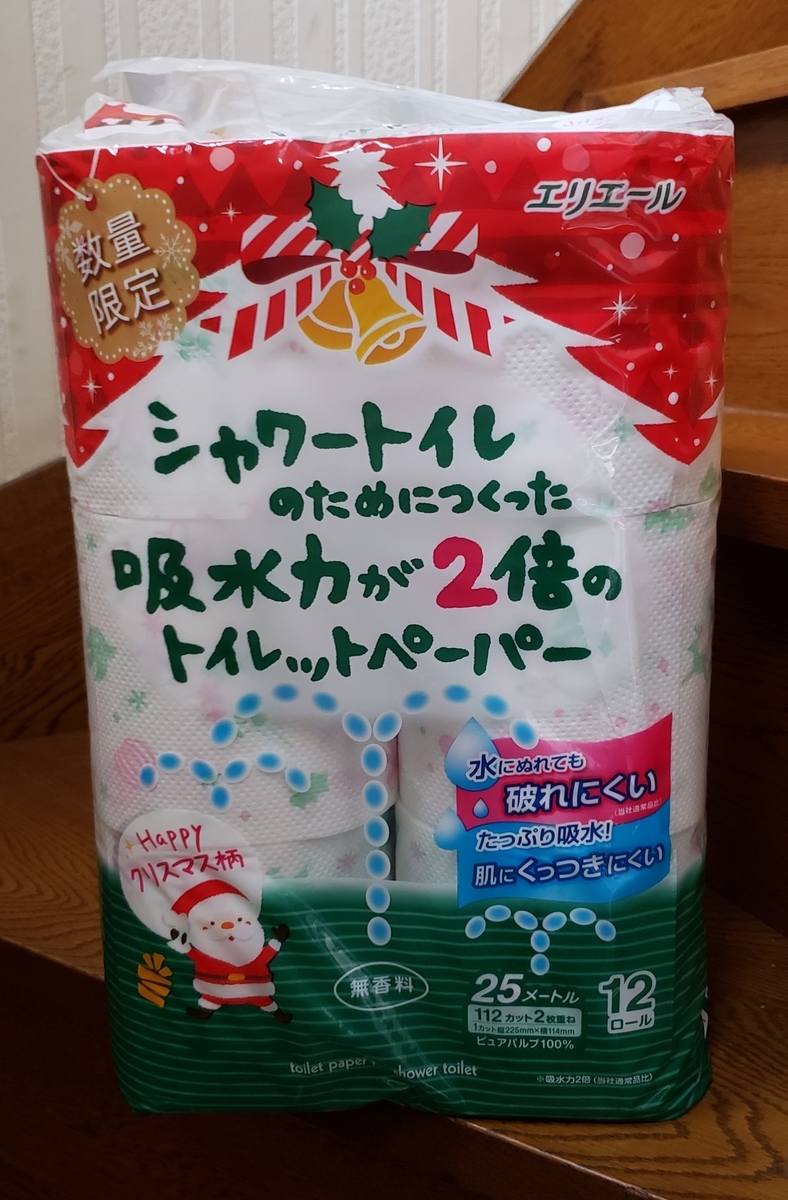 エリエール
数量
限定
シャワートイレ
のためにつくった
吸水力が2倍の
トイレットペーパー
水にぬれても
破れにくい
(当社通常品比)
たっぷり吸水!
肌にくっつきにくい
Happy
クリスマス柄
無香料
25メートル
112カット2枚重ね
1カット縦225mm×横114mm
ピュアパルプ100%
12
ロール
toilet paper shower toilet
※吸水力2倍(当社通常品比)